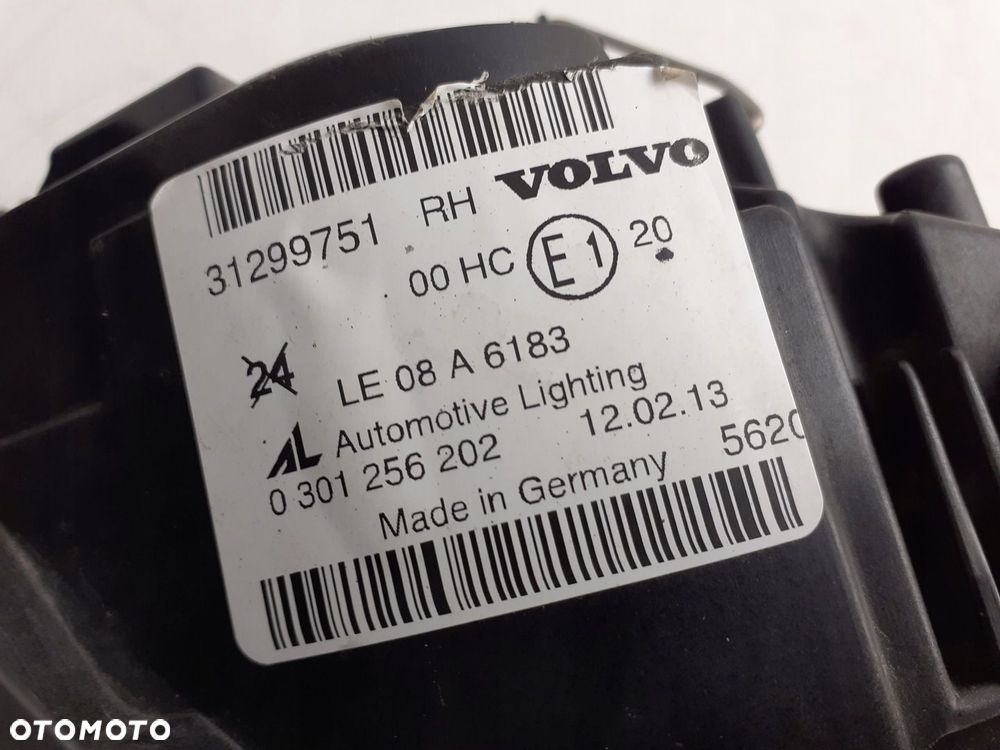 31299751 RH VOLVO
00 HC E1 20
24
LE 08 A 6183
AL Automotive Lighting
0 301 256 202 12.02.13
Made in Germany 5620
OTOMOTO